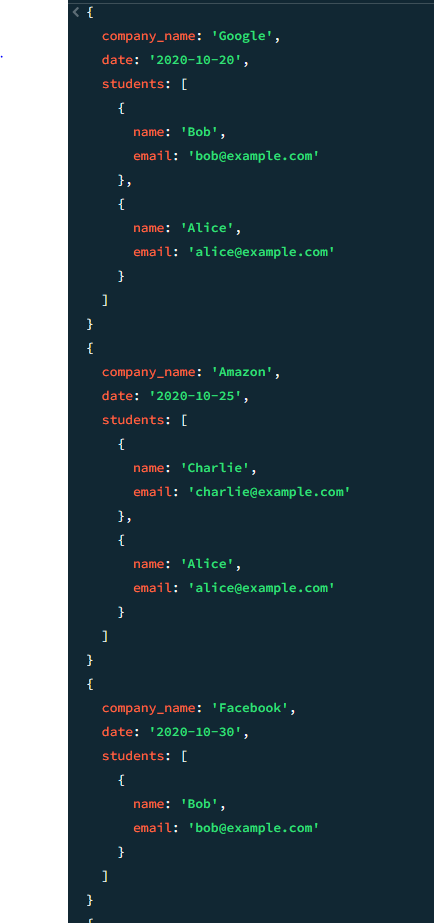 {
company_name: 'Google',
date: '2020-10-20',
students: [
{
name: 'Bob',
email: 'bob@example.com'
},
{
name: 'Alice',
email: 'alice@example.com'
}
]
}
{
company_name: 'Amazon',
date: '2020-10-25',
students: [
{
name: 'Charlie',
email: 'charlie@example.com'
},
{
name: 'Alice',
email: 'alice@example.com'
}
]
}
{
company_name: 'Facebook',
date: '2020-10-30',
students: [
{
name: 'Bob',
email: 'bob@example.com'
}
]
}
{